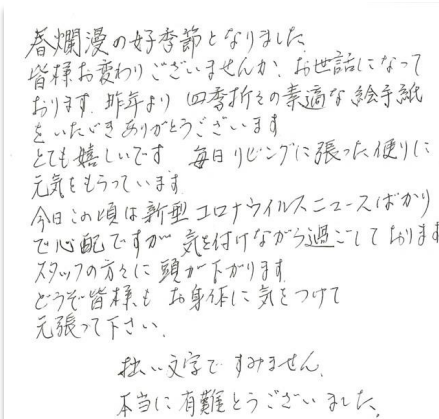 春爛漫の好季節となりました.
皆様お変わりございませんか. お世話になって
おります. 昨年より 四季折々の素適な絵手紙
をいただきありがとうございます
とても嬉しいです 毎日リビングに張った便りに
元気をもらっています.
今日この頃は新型コロナウイルスニュースばかり
で心配ですが 気を付けながら過ごしております
スタッフの方々に頭が下がります
どうぞ皆様も お身体に気をつけて
元張って下さい.
拙い文字ですみません.
本当に有難とうございました.